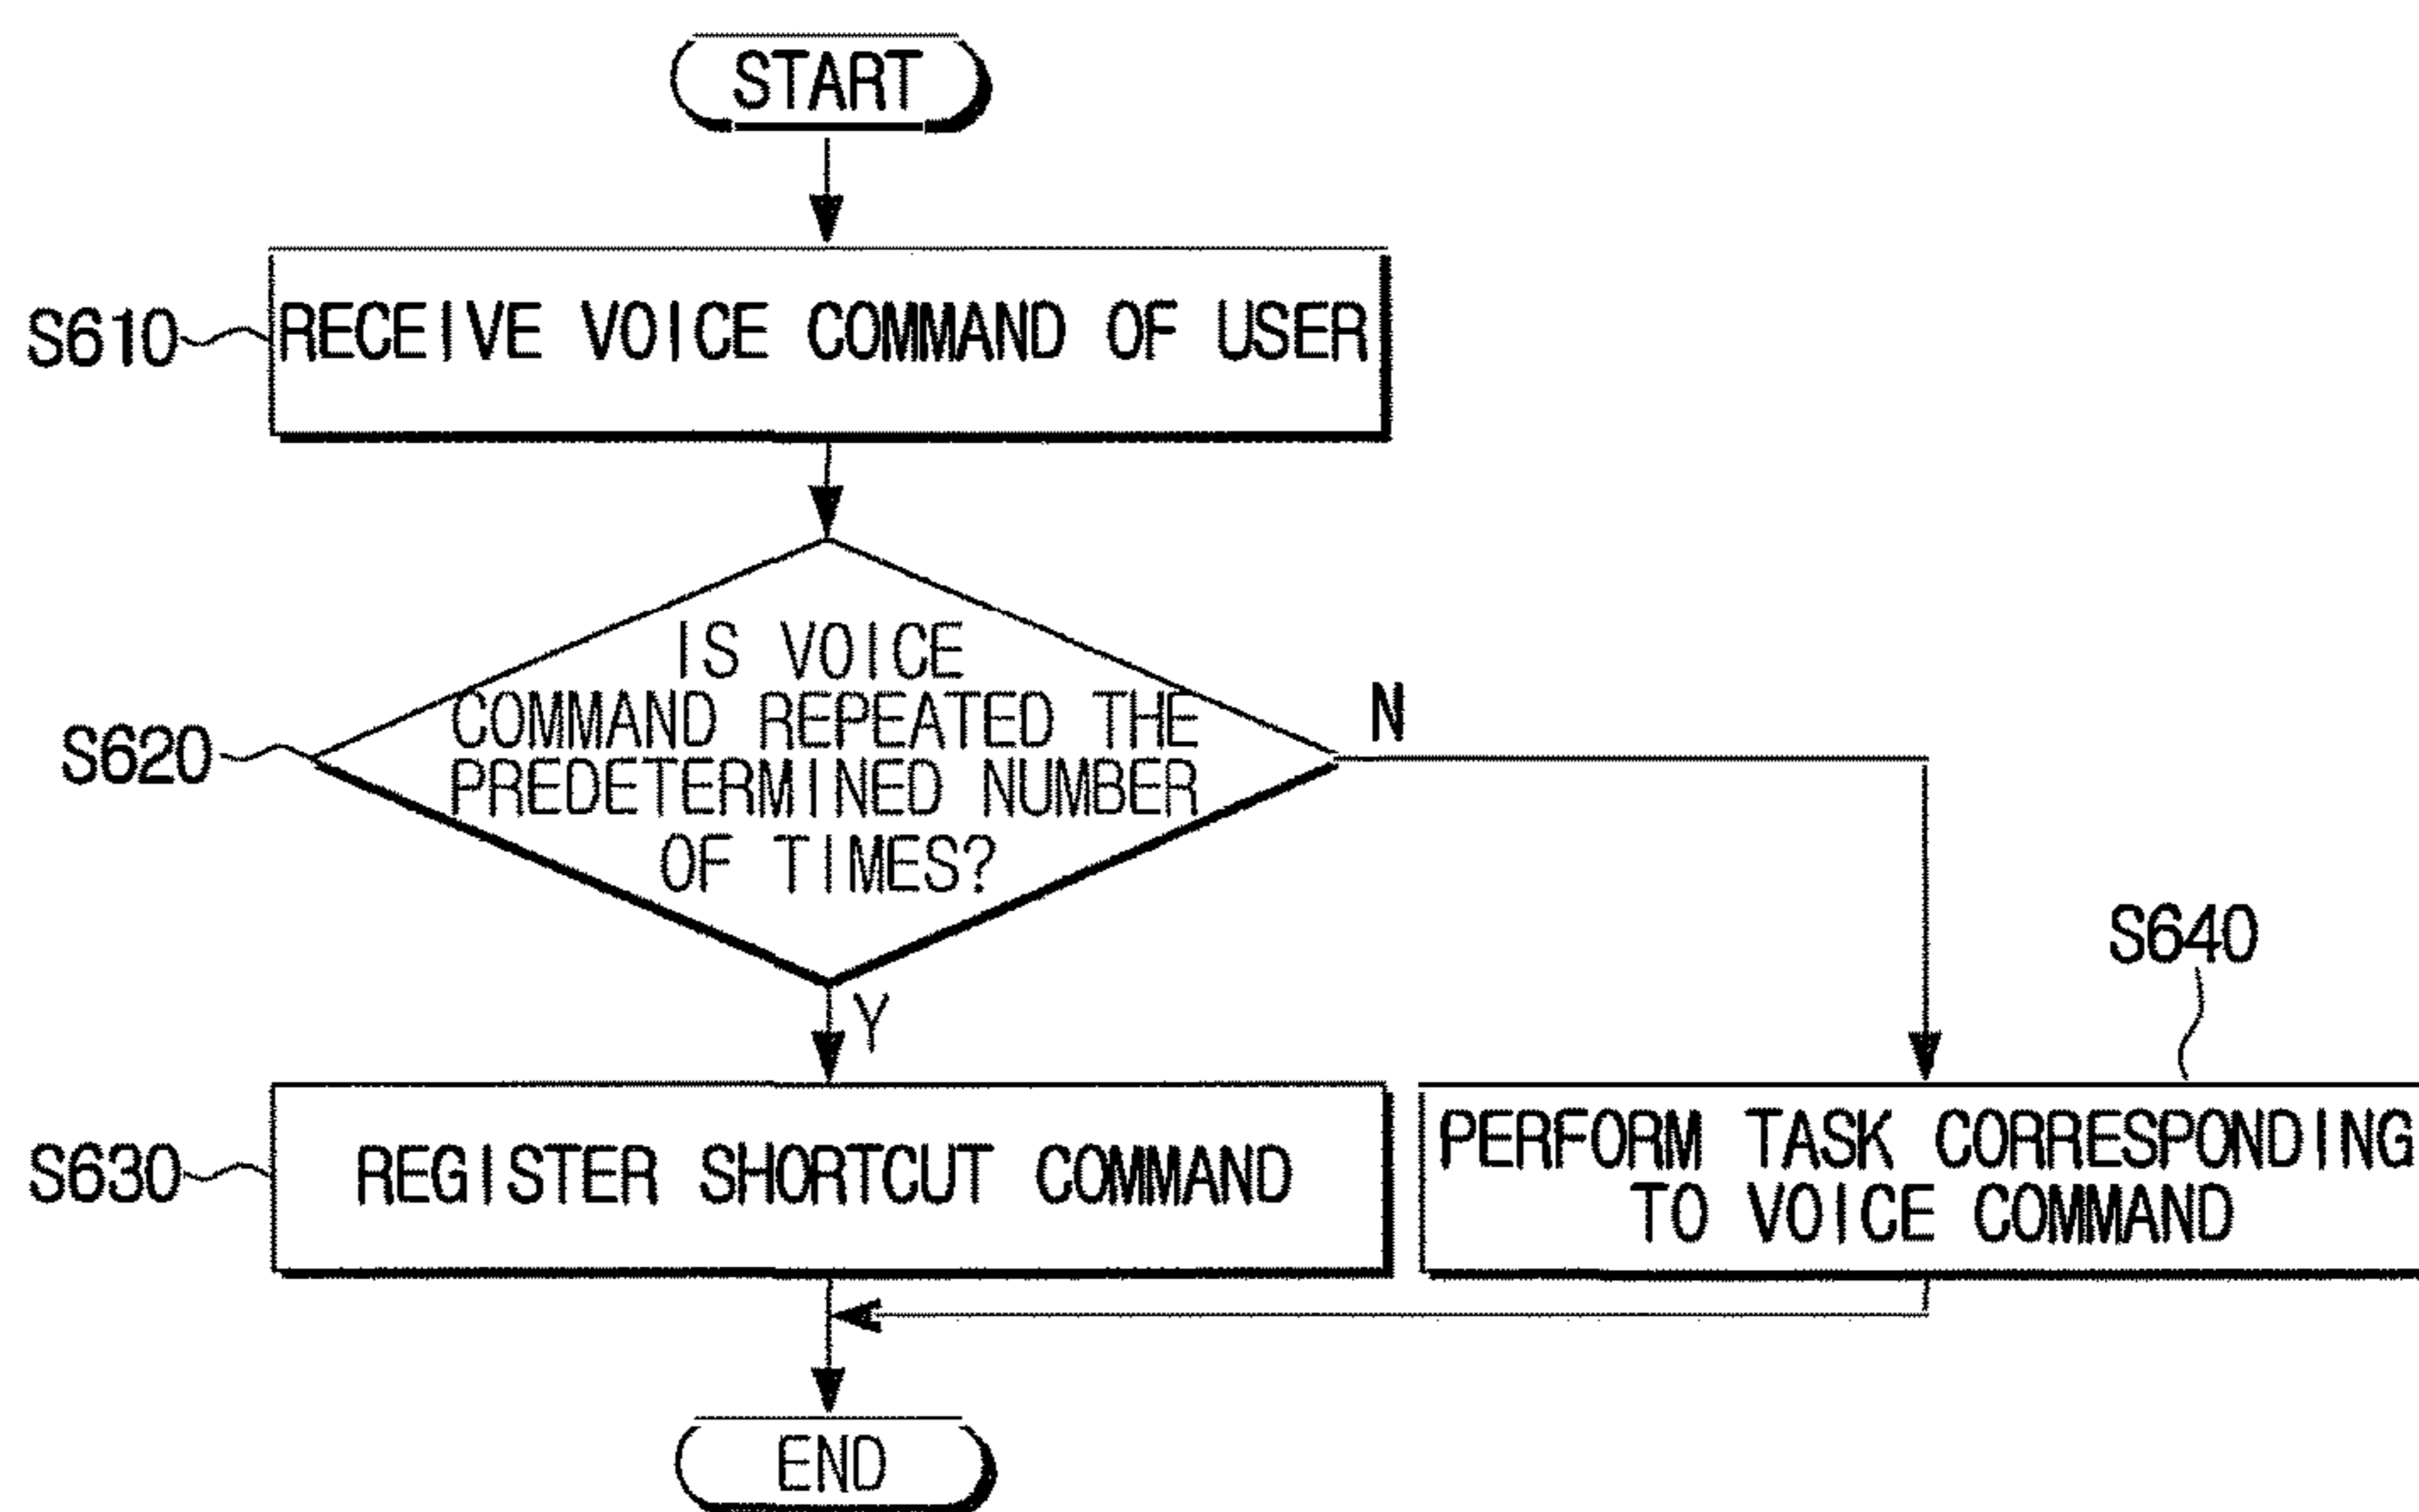 START
S610
RECEIVE VOICE COMMAND OF USER
IS VOICE
COMMAND REPEATED THE
PREDETERMINED NUMBER
OF TIMES?
S620
N
Y
S640
S630
REGISTER SHORTCUT COMMAND
PERFORM TASK CORRESPONDING
TO VOICE COMMAND
END